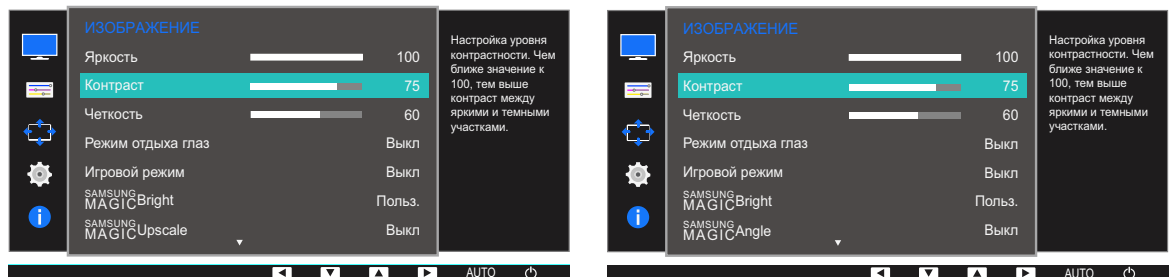 ИЗОБРАЖЕНИЕ
Яркость 100
Контраст 75
Четкость 60
Режим отдыха глаз Выкл
Игровой режим Выкл
SAMSUNG MAGIC Bright Польз.
SAMSUNG MAGIC Upscale Выкл
Настройка уровня
контрастности. Чем
ближе значение к
100, тем выше
контраст между
яркими и темными
участками.
AUTO
ИЗОБРАЖЕНИЕ
Яркость 100
Контраст 75
Четкость 60
Режим отдыха глаз Выкл
Игровой режим Выкл
SAMSUNG MAGIC Bright Польз.
SAMSUNG MAGIC Angle Выкл
Настройка уровня
контрастности. Чем
ближе значение к
100, тем выше
контраст между
яркими и темными
участками.
AUTO